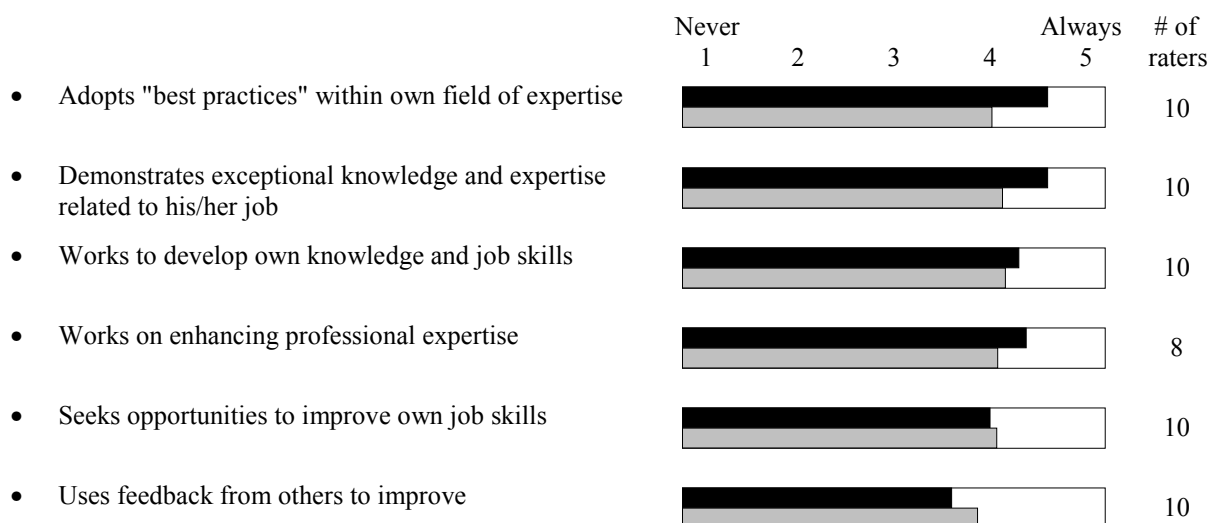 Never Always # of
1 2 3 4 5 raters
• Adopts "best practices" within own field of expertise 10
• Demonstrates exceptional knowledge and expertise
related to his/her job 10
• Works to develop own knowledge and job skills 10
• Works on enhancing professional expertise 8
• Seeks opportunities to improve own job skills 10
• Uses feedback from others to improve 10